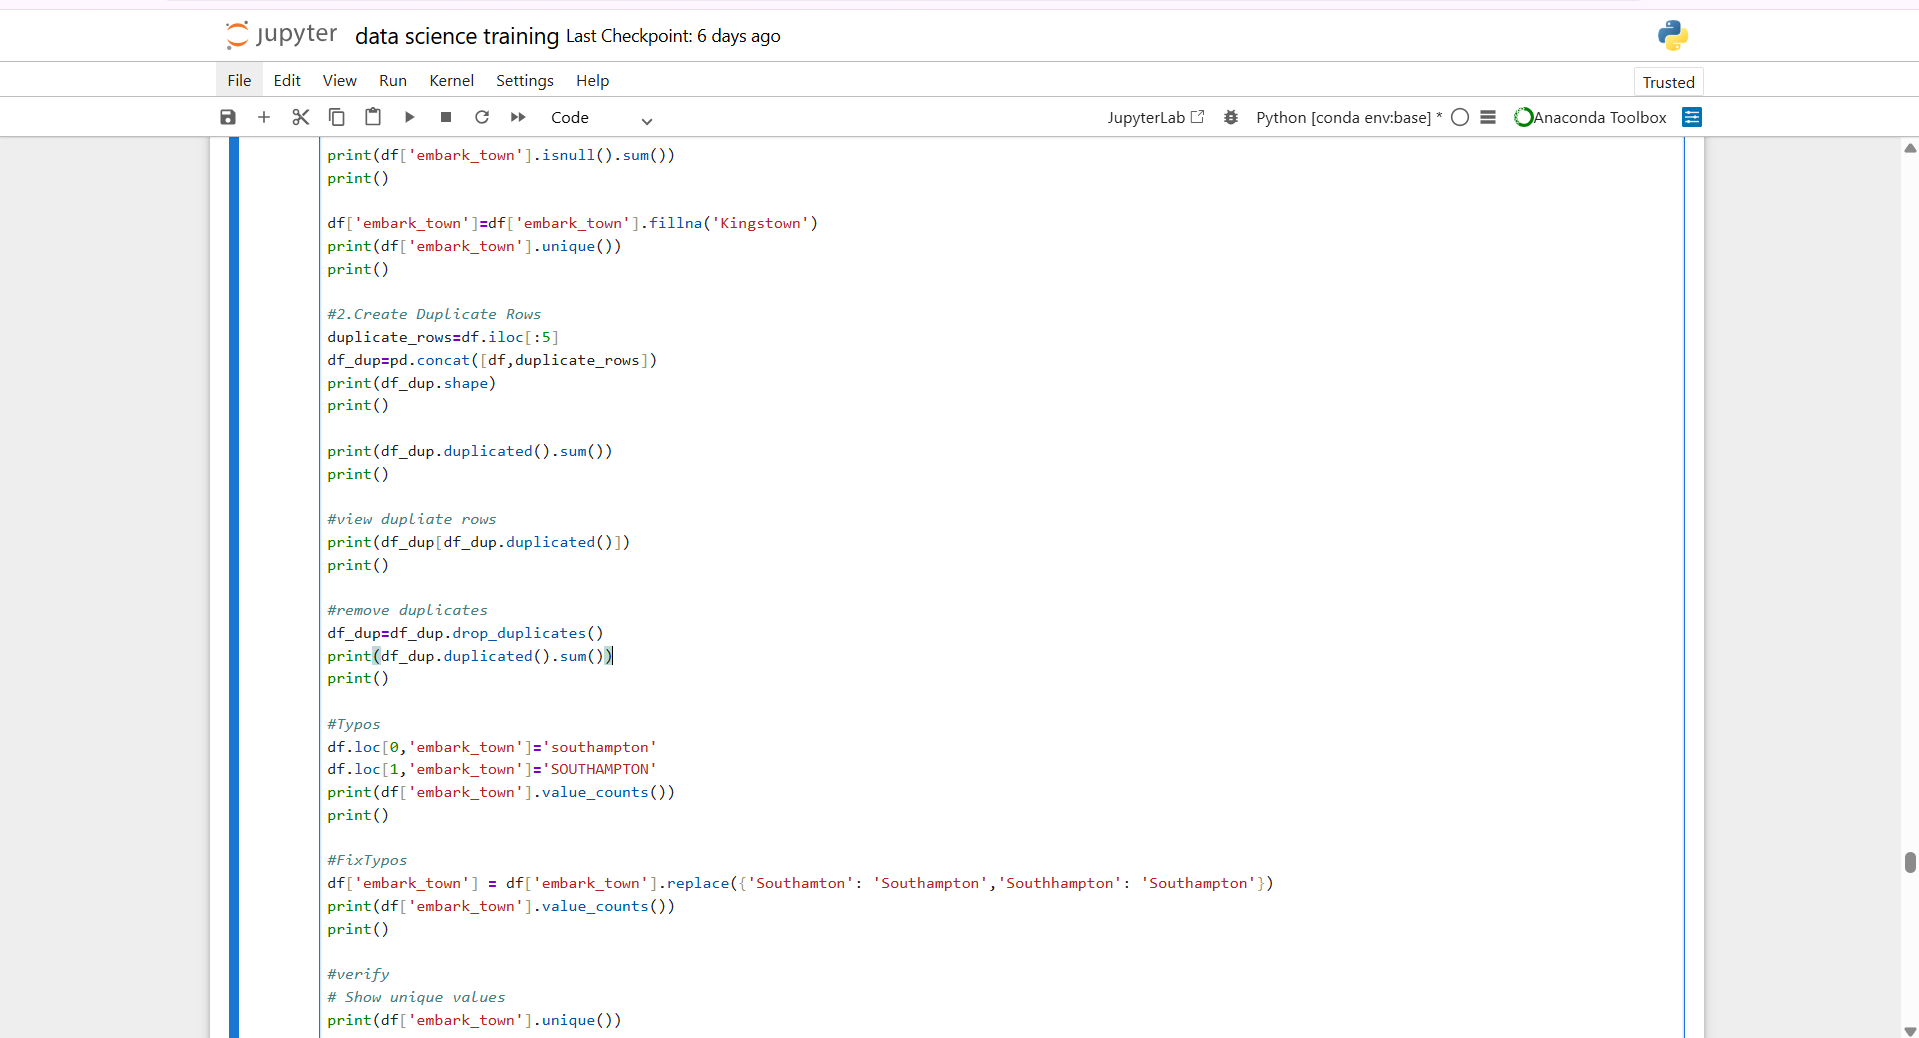 jupyter data science training Last Checkpoint: 6 days ago
File Edit View Run Kernel Settings Help Trusted
Code JupyterLab Python [conda env:base] * Anaconda Toolbox
print(df['embark_town'].isnull().sum())
print()
df['embark_town']=df['embark_town'].fillna('Kingstown')
print(df['embark_town'].unique())
print()
#2.Create Duplicate Rows
duplicate_rows=df.iloc[:5]
df_dup=pd.concat([df,duplicate_rows])
print(df_dup.shape)
print()
print(df_dup.duplicated().sum())
print()
#view dupliate rows
print(df_dup[df_dup.duplicated()])
print()
#remove duplicates
df_dup=df_dup.drop_duplicates()
print(df_dup.duplicated().sum())
print()
#Typos
df.loc[0,'embark_town']='southampton'
df.loc[1,'embark_town']='SOUTHAMPTON'
print(df['embark_town'].value_counts())
print()
#FixTypos
df['embark_town'] = df['embark_town'].replace({'Southamton': 'Southampton','Southhampton': 'Southampton'})
print(df['embark_town'].value_counts())
print()
#verify
# Show unique values
print(df['embark_town'].unique())